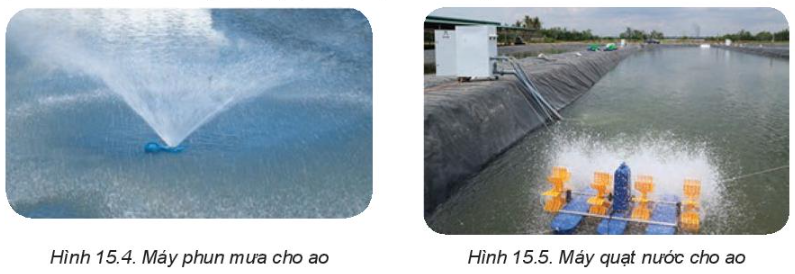 Hình 15.4. Máy phun mưa cho ao
Hình 15.5. Máy quạt nước cho ao